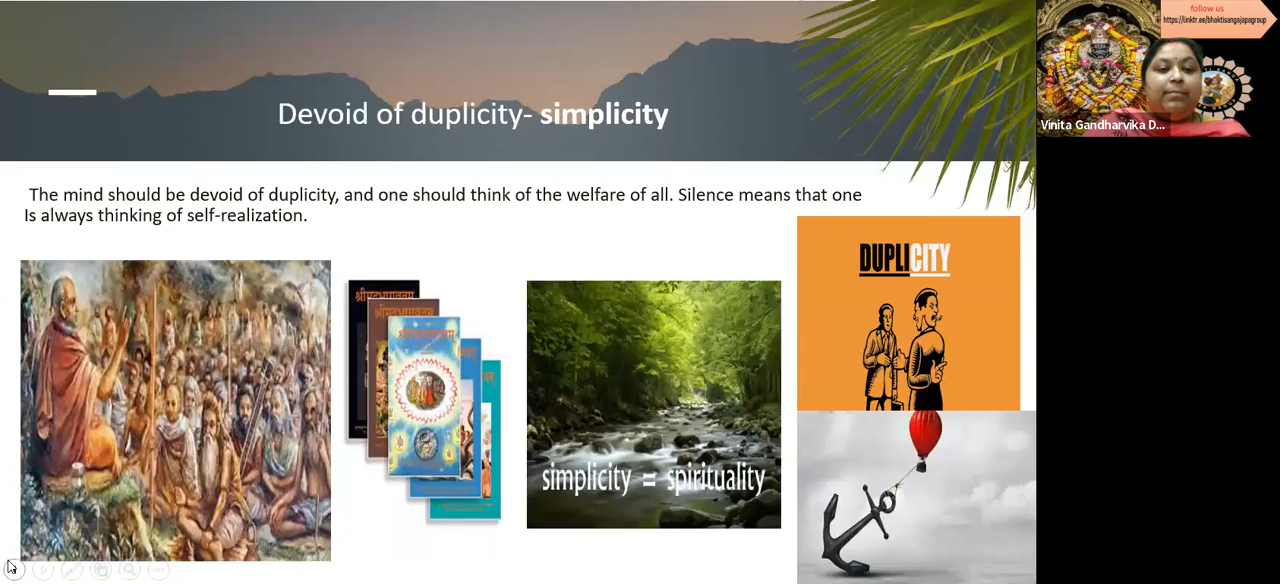 follow us
https://linktr.ee/bhaktisangajapagroup
Vinita Gandharvika D...
Devoid of duplicity- simplicity
The mind should be devoid of duplicity, and one should think of the welfare of all. Silence means that one
Is always thinking of self-realization.
DUPLICITY
simplicity = spirituality